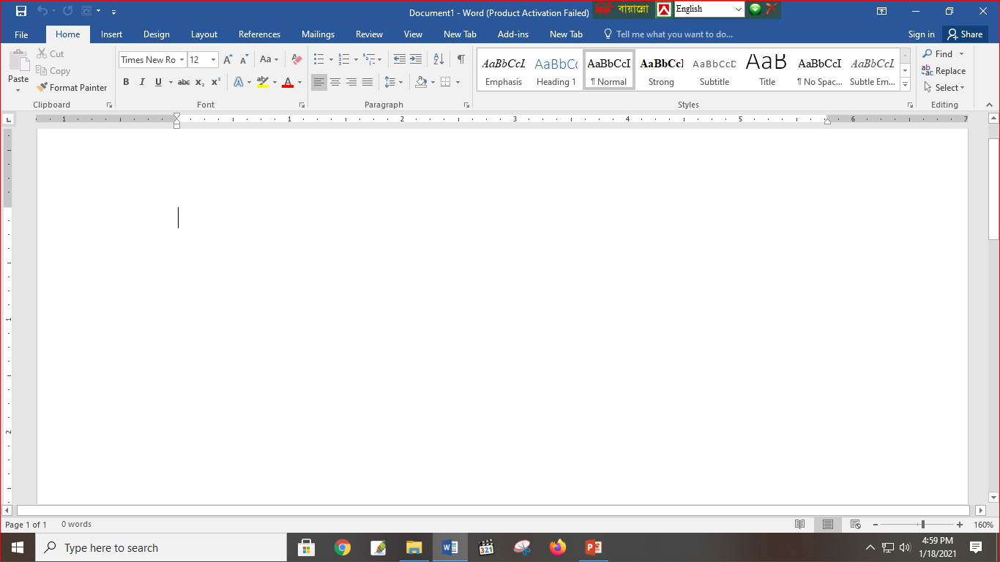 Document1 - Word (Product Activation Failed) বায়ান্নো English
File Home Insert Design Layout References Mailings Review View New Tab Add-ins New Tab Tell me what you want to do... Sign in Share
Paste Cut Copy Format Painter
Times New Ro 12 Aa
B I U abc x₂ x² A ab A
AaBbCcI AaBbCc AaBbCcI AaBbCcI AaBbCcD AaB AaBbCcI AaBbCcI
Emphasis Heading 1 ¶ Normal Strong Subtitle Title ¶ No Spac... Subtle Em...
Find
Replace
Select
Clipboard Font Paragraph Styles Editing
1 1 2 3 4 5 6 7
1
2
Page 1 of 1 0 words 160%
Type here to search 321 4:59 PM
1/18/2021